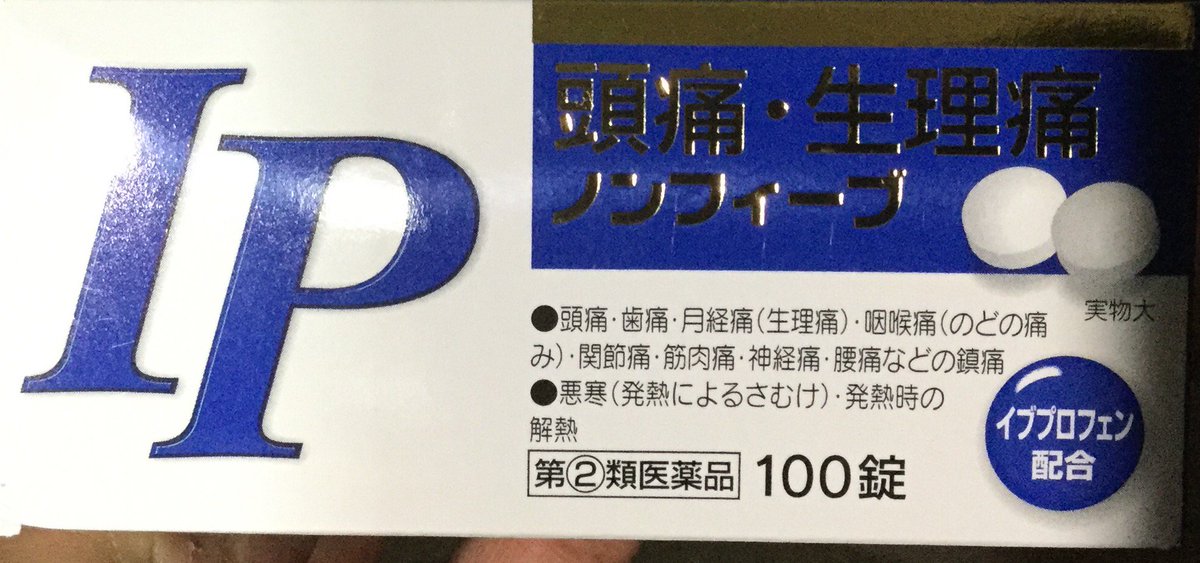 IP
頭痛・生理痛
ノンフィーブ
実物大
●頭痛・歯痛・月経痛(生理痛)・咽喉痛(のどの痛
み)・関節痛・筋肉痛・神経痛・腰痛などの鎮痛
●悪寒(発熱によるさむけ)・発熱時の
解熱
イブプロフェン
配合
第②類医薬品 100錠